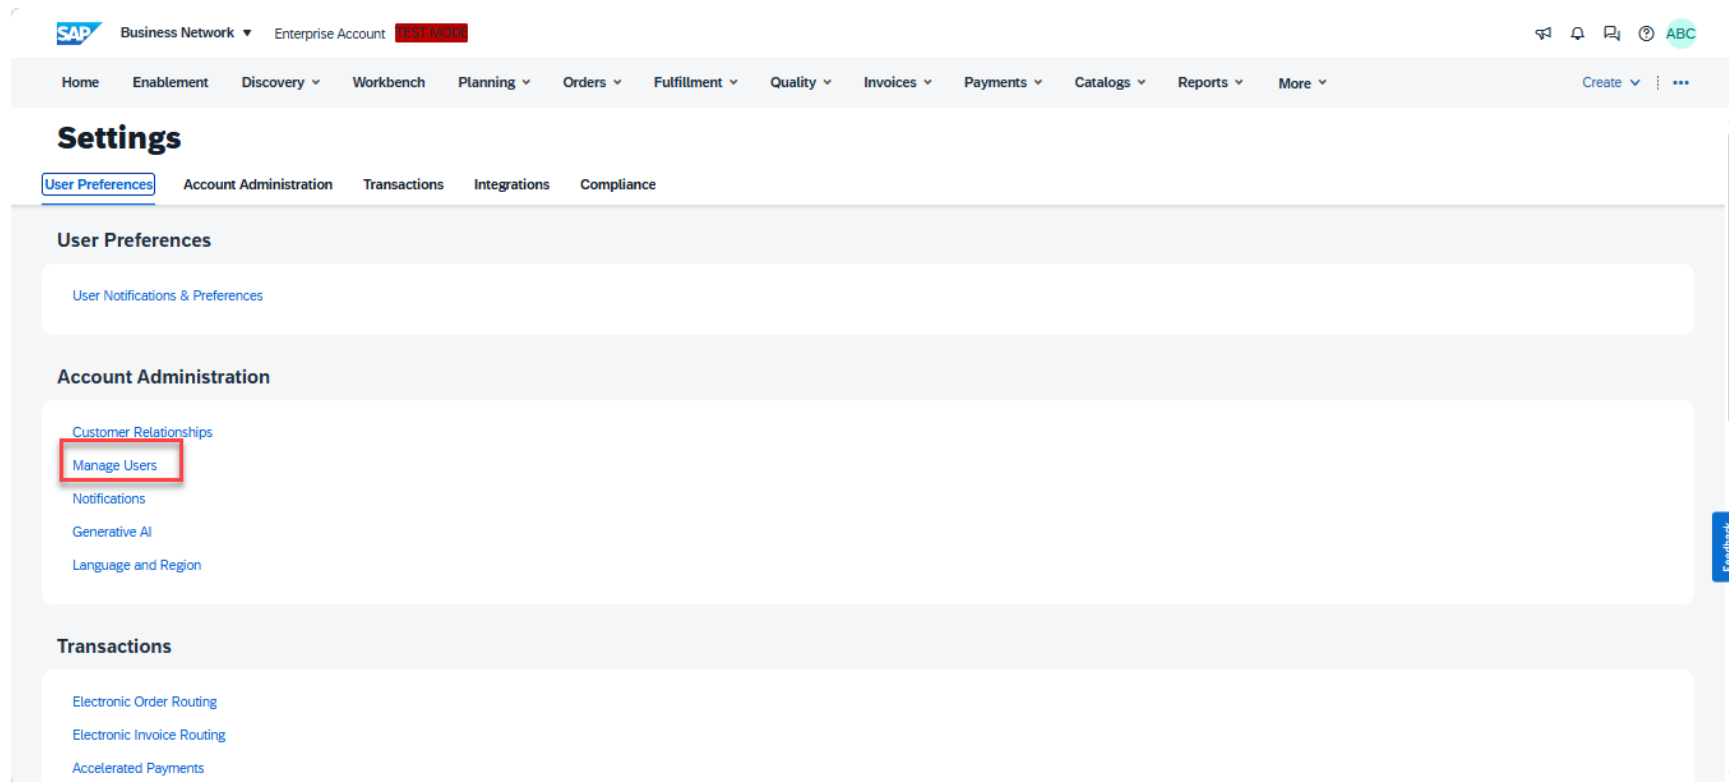 SAP Business Network Enterprise Account TEST MODE ABC
Home Enablement Discovery Workbench Planning Orders Fulfillment Quality Invoices Payments Catalogs Reports More Create
Settings
User Preferences Account Administration Transactions Integrations Compliance
User Preferences
User Notifications & Preferences
Account Administration
Customer Relationships
Manage Users
Notifications
Generative AI
Language and Region
Feedback
Transactions
Electronic Order Routing
Electronic Invoice Routing
Accelerated Payments